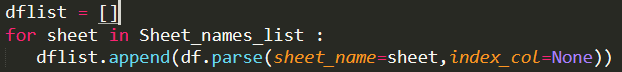 dflist = []
for sheet in Sheet_names_list :
   dflist.append(df.parse(sheet_name=sheet,index_col=None))